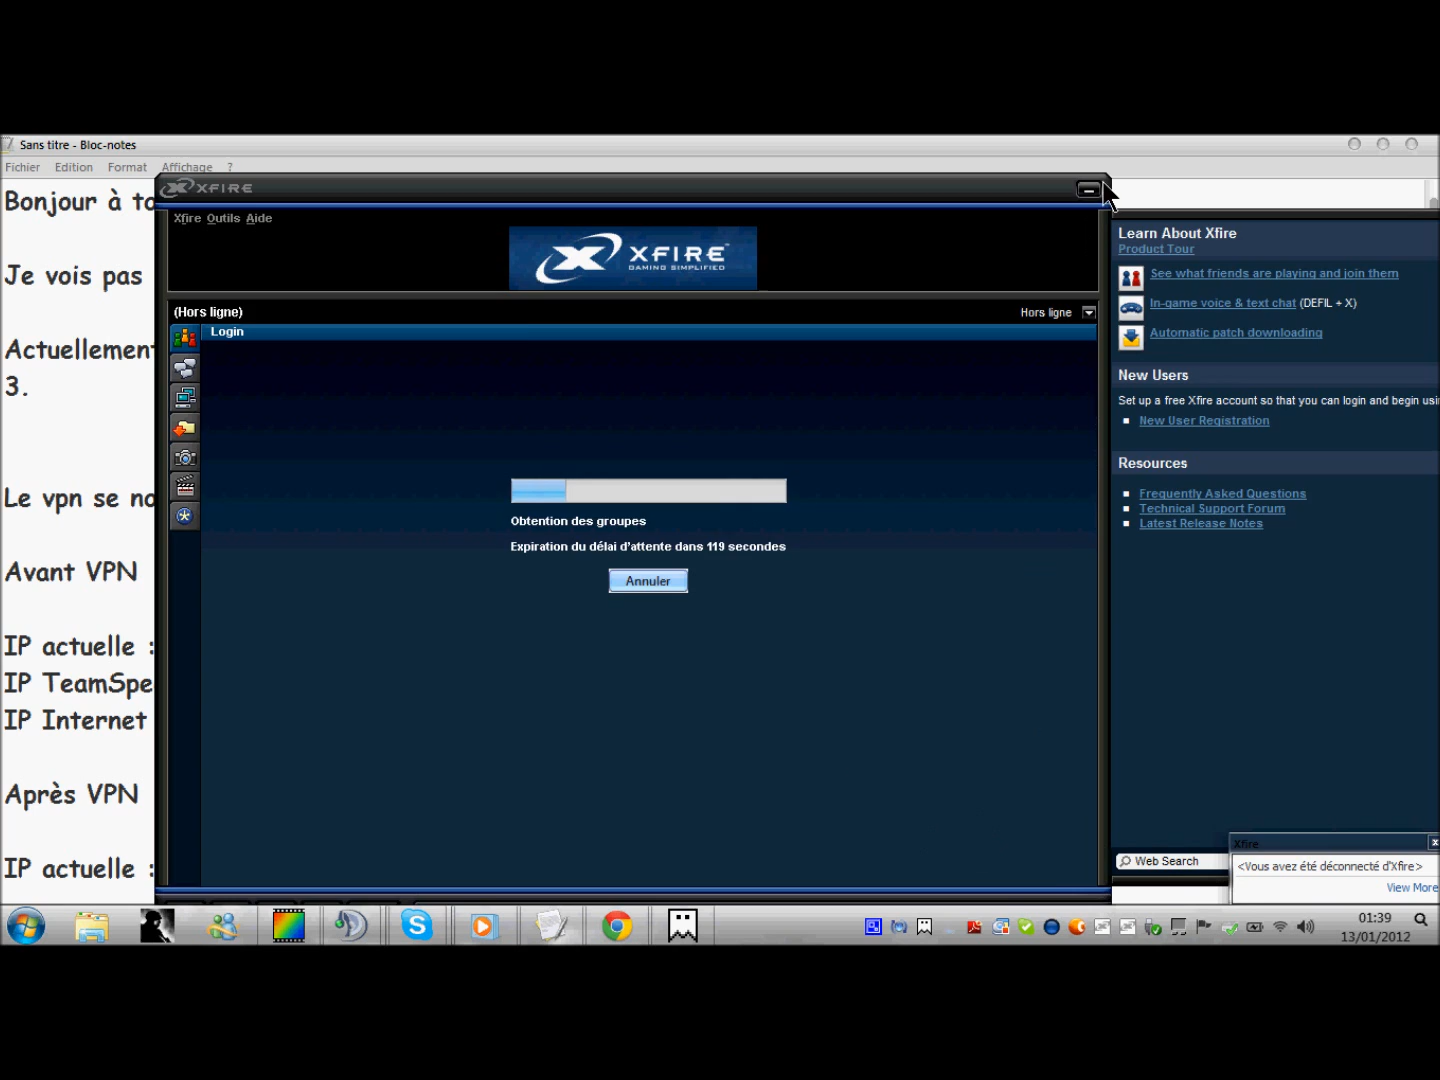 Sans titre - Bloc-notes
Fichier Edition Format Affichage ?
Bonjour à to
Je vois pas
Actuellement
3.
Le vpn se no
Avant VPN
IP actuelle :
IP TeamSpe
IP Internet
Après VPN
IP actuelle :
XFIRE
Xfire Outils Aide
XFIRE
GAMING SIMPLIFIED
(Hors ligne)
Hors ligne
Login
Obtention des groupes
Expiration du délai d'attente dans 119 secondes
Annuler
Learn About Xfire
Product Tour
See what friends are playing and join them
In-game voice & text chat (DEFIL + X)
Automatic patch downloading
New Users
Set up a free Xfire account so that you can login and begin usi
New User Registration
Resources
Frequently Asked Questions
Technical Support Forum
Latest Release Notes
Web Search
Xfire
<Vous avez été déconnecté d'Xfire>
View More
01:39
13/01/2012